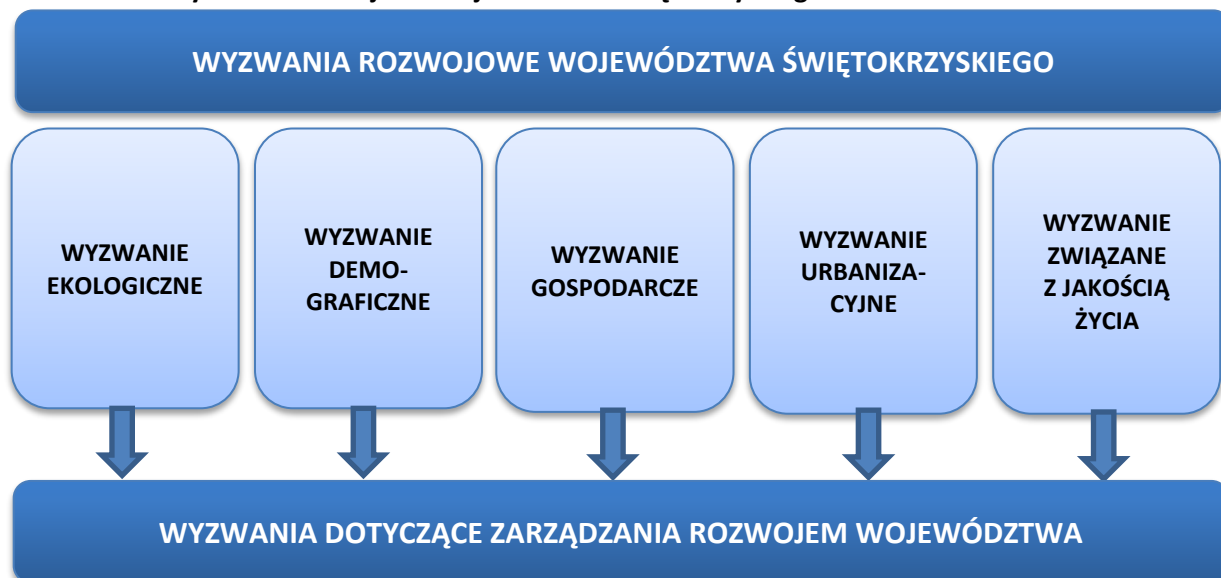 WYZWANIA ROZWOJOWE WOJEWÓDZTWA ŚWIĘTOKRZYSKIEGO
WYZWANIE
EKOLOGICZNE
WYZWANIE
DEMO-
GRAFICZNE
WYZWANIE
GOSPODARCZE
WYZWANIE
URBANIZA-
CYJNE
WYZWANIE
ZWIĄZANE
Z JAKOŚCIĄ
ŻYCIA
WYZWANIA DOTYCZĄCE ZARZĄDZANIA ROZWOJEM WOJEWÓDZTWA